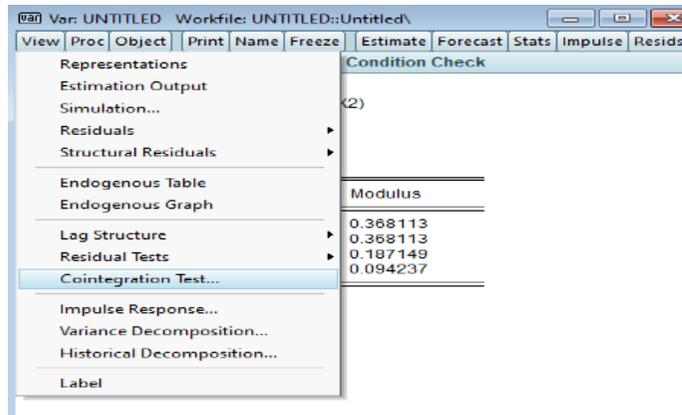 var Var: UNTITLED Workfile: UNTITLED::Untitled\
View Proc Object Print Name Freeze Estimate Forecast Stats Impulse Resids
Condition Check
Representations
Estimation Output
Simulation...
Residuals
Structural Residuals
Endogenous Table
Endogenous Graph
Lag Structure
Residual Tests
Cointegration Test...
Impulse Response...
Variance Decomposition...
Historical Decomposition...
Label
2)
Modulus
0.368113
0.368113
0.187149
0.094237